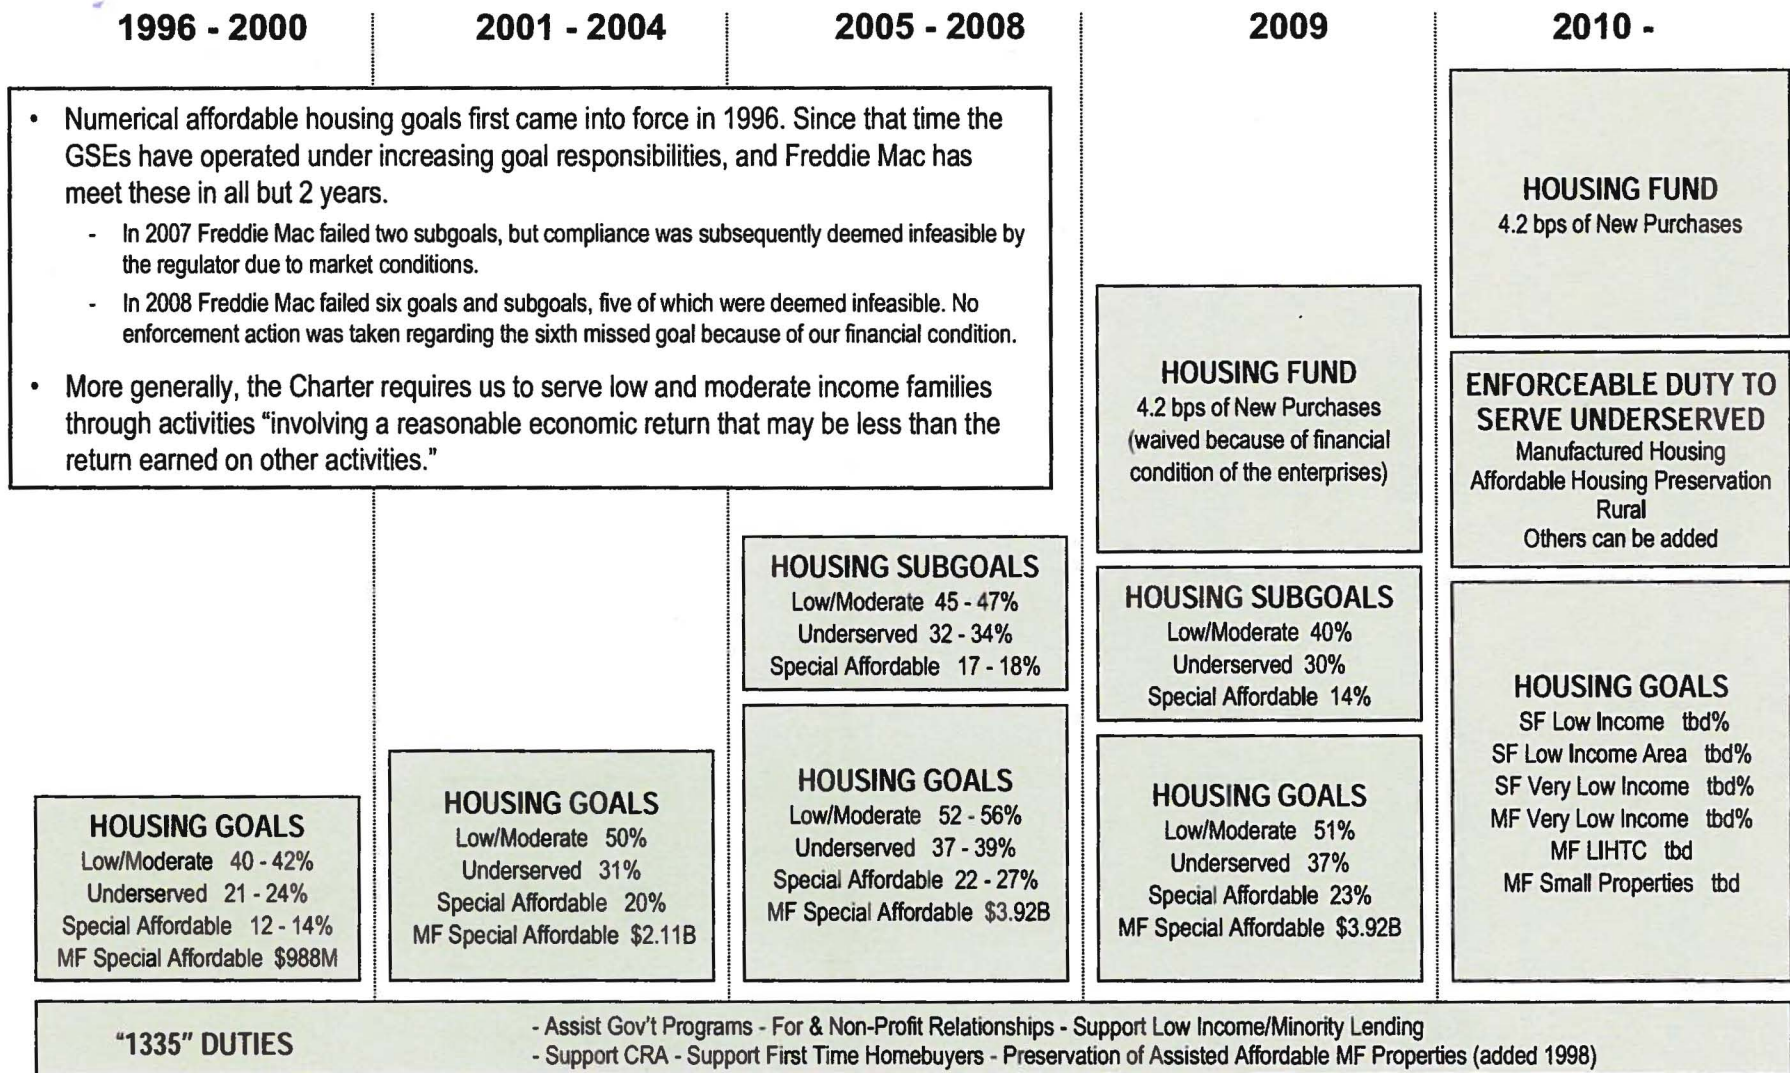 1996 - 2000
2001 - 2004
2005 - 2008
2009
2010 -
• Numerical affordable housing goals first came into force in 1996. Since that time the
GSEs have operated under increasing goal responsibilities, and Freddie Mac has
meet these in all but 2 years.
- In 2007 Freddie Mac failed two subgoals, but compliance was subsequently deemed infeasible by
the regulator due to market conditions.
- In 2008 Freddie Mac failed six goals and subgoals, five of which were deemed infeasible. No
enforcement action was taken regarding the sixth missed goal because of our financial condition.
• More generally, the Charter requires us to serve low and moderate income families
through activities “involving a reasonable economic return that may be less than the
return earned on other activities.”
HOUSING GOALS
Low/Moderate 40 - 42%
Underserved 21 - 24%
Special Affordable 12 - 14%
MF Special Affordable $988M
HOUSING GOALS
Low/Moderate 50%
Underserved 31%
Special Affordable 20%
MF Special Affordable $2.11B
HOUSING SUBGOALS
Low/Moderate 45 - 47%
Underserved 32 - 34%
Special Affordable 17 - 18%
HOUSING GOALS
Low/Moderate 52 - 56%
Underserved 37 - 39%
Special Affordable 22 - 27%
MF Special Affordable $3.92B
HOUSING FUND
4.2 bps of New Purchases
(waived because of financial
condition of the enterprises)
HOUSING SUBGOALS
Low/Moderate 40%
Underserved 30%
Special Affordable 14%
HOUSING GOALS
Low/Moderate 51%
Underserved 37%
Special Affordable 23%
MF Special Affordable $3.92B
HOUSING FUND
4.2 bps of New Purchases
ENFORCEABLE DUTY TO
SERVE UNDERSERVED
Manufactured Housing
Affordable Housing Preservation
Rural
Others can be added
HOUSING GOALS
SF Low Income tbd%
SF Low Income Area tbd%
SF Very Low Income tbd%
MF Very Low Income tbd%
MF LIHTC tbd
MF Small Properties tbd
“1335” DUTIES
- Assist Gov't Programs - For & Non-Profit Relationships - Support Low Income/Minority Lending
- Support CRA - Support First Time Homebuyers - Preservation of Assisted Affordable MF Properties (added 1998)